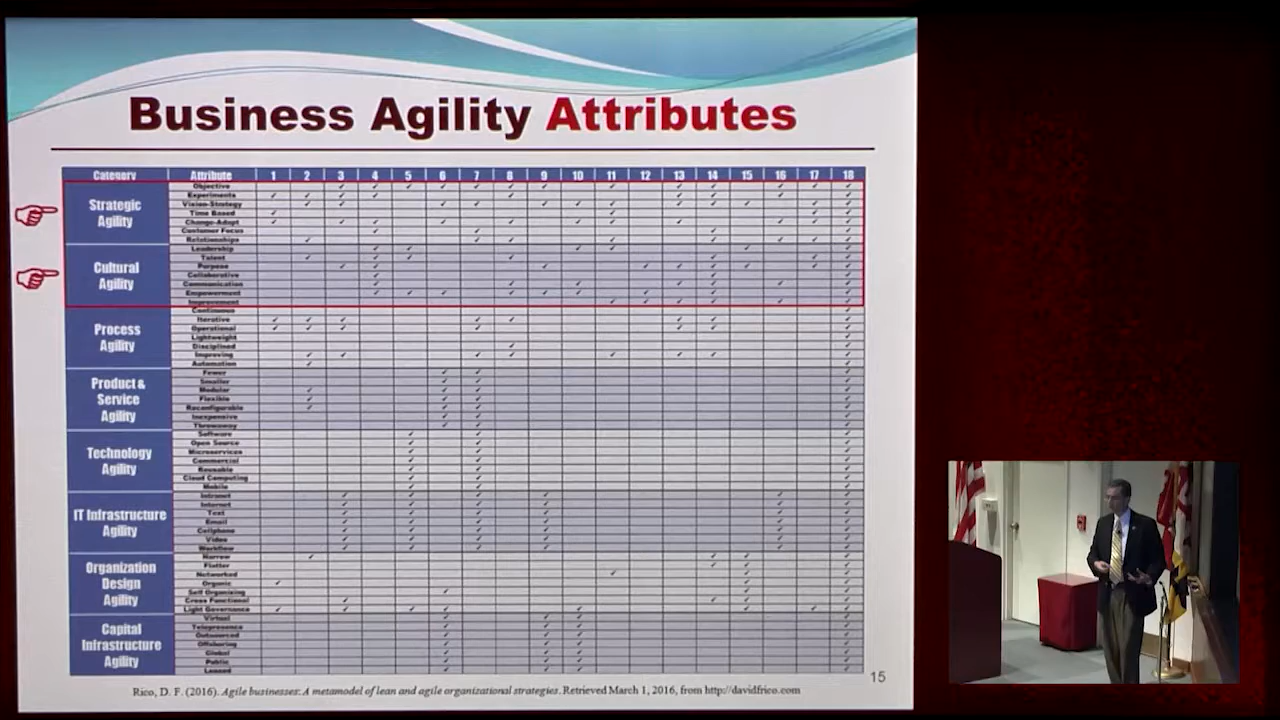 Business Agility Attributes
Category Attribute 1 2 3 4 5 6 7 8 9 10 11 12 13 14 15 16 17 18
Strategic Agility
Objective
Experiments
Vision-Strategy
Time Based
Change-Adapt
Customer Focus
Relationships
Cultural Agility
Leadership
Talent
Purpose
Collaborative
Communication
Empowerment
Improvement
Process Agility
Continuous
Iterative
Operational
Lightweight
Disciplined
Improving
Automation
Product & Service Agility
Fewer
Smaller
Modular
Flexible
Reconfigurable
Inexpensive
Throwaway
Technology Agility
Software
Open Source
Microservices
Commercial
Reusable
Cloud Computing
Mobile
IT Infrastructure Agility
Intranet
Internet
Text
Email
Cellphone
Video
Workflow
Organization Design Agility
Narrow
Flatter
Networked
Organic
Self Organizing
Cross Functional
Light Governance
Capital Infrastructure Agility
Virtual
Telepresence
Outsourced
Offshoring
Global
Public
Leased
15
Rico, D. F. (2016). Agile businesses: A metamodel of lean and agile organizational strategies. Retrieved March 1, 2016, from http://davidfrico.com